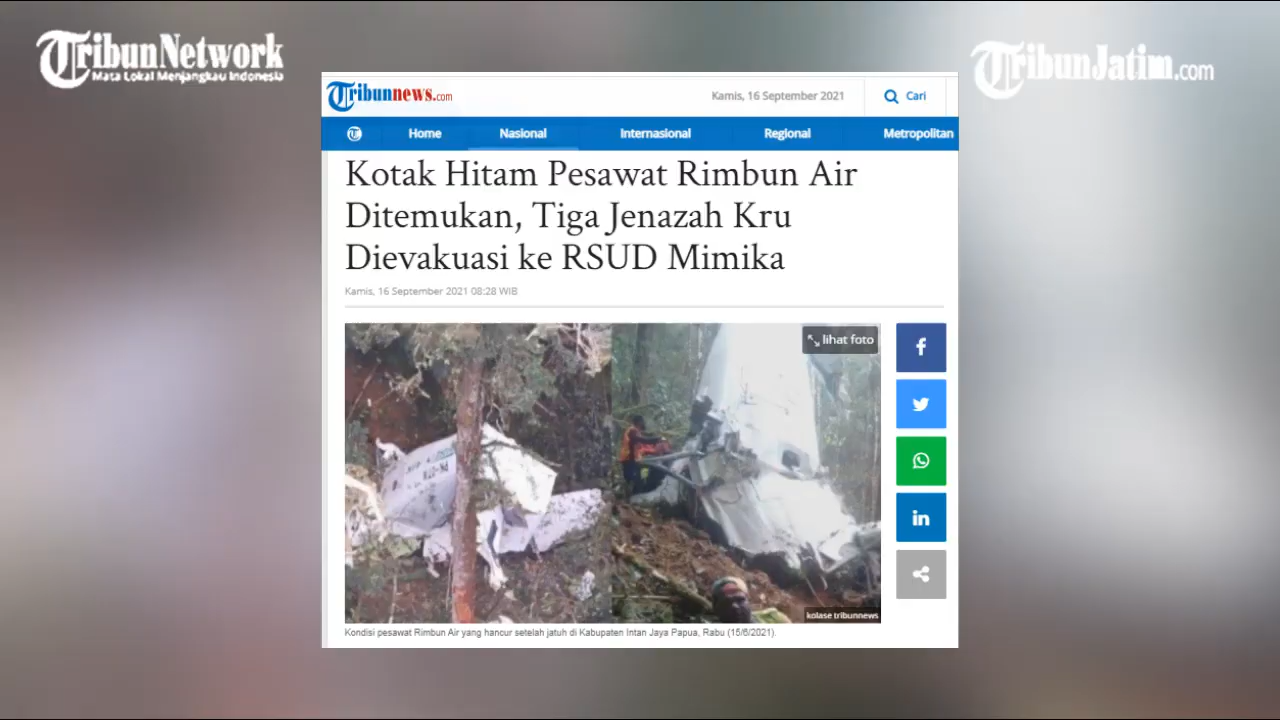 TribunNetwork
Mata Lokal Menjangkau Indonesia
TribunJatim.com
Tribunnews.com
Kamis, 16 September 2021
Cari
Home
Nasional
Internasional
Regional
Metropolitan
Kotak Hitam Pesawat Rimbun Air
Ditemukan, Tiga Jenazah Kru
Dievakuasi ke RSUD Mimika
Kamis, 16 September 2021 08:28 WIB
lihat foto
kolase tribunnews
Kondisi pesawat Rimbun Air yang hancur setelah jatuh di Kabupaten Intan Jaya Papua, Rabu (15/6/2021).